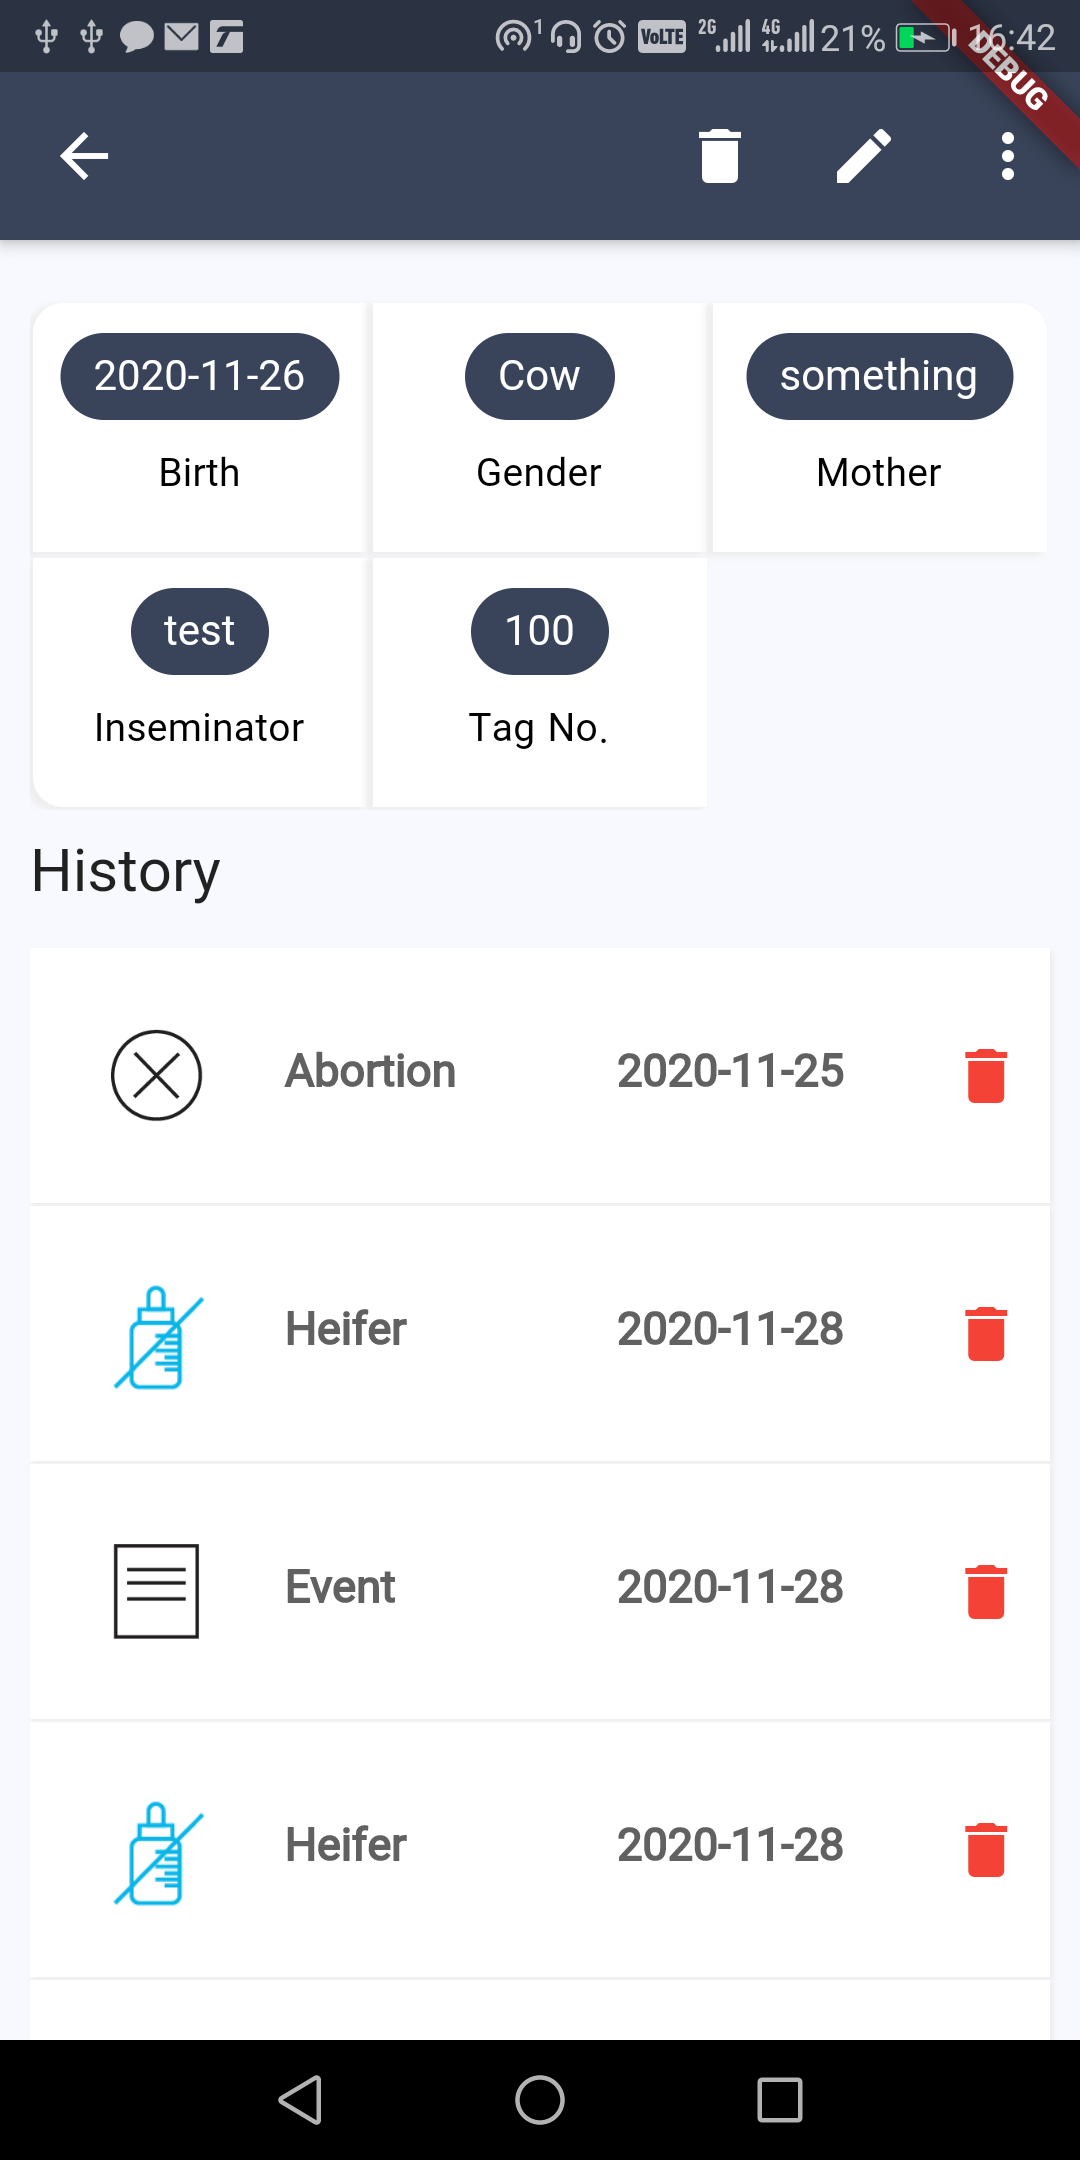 1 VoLTE 2G 4G 21% 16:42
DEBUG
2020-11-26 Cow something
Birth Gender Mother
test 100
Inseminator Tag No.
History
Abortion 2020-11-25
Heifer 2020-11-28
Event 2020-11-28
Heifer 2020-11-28